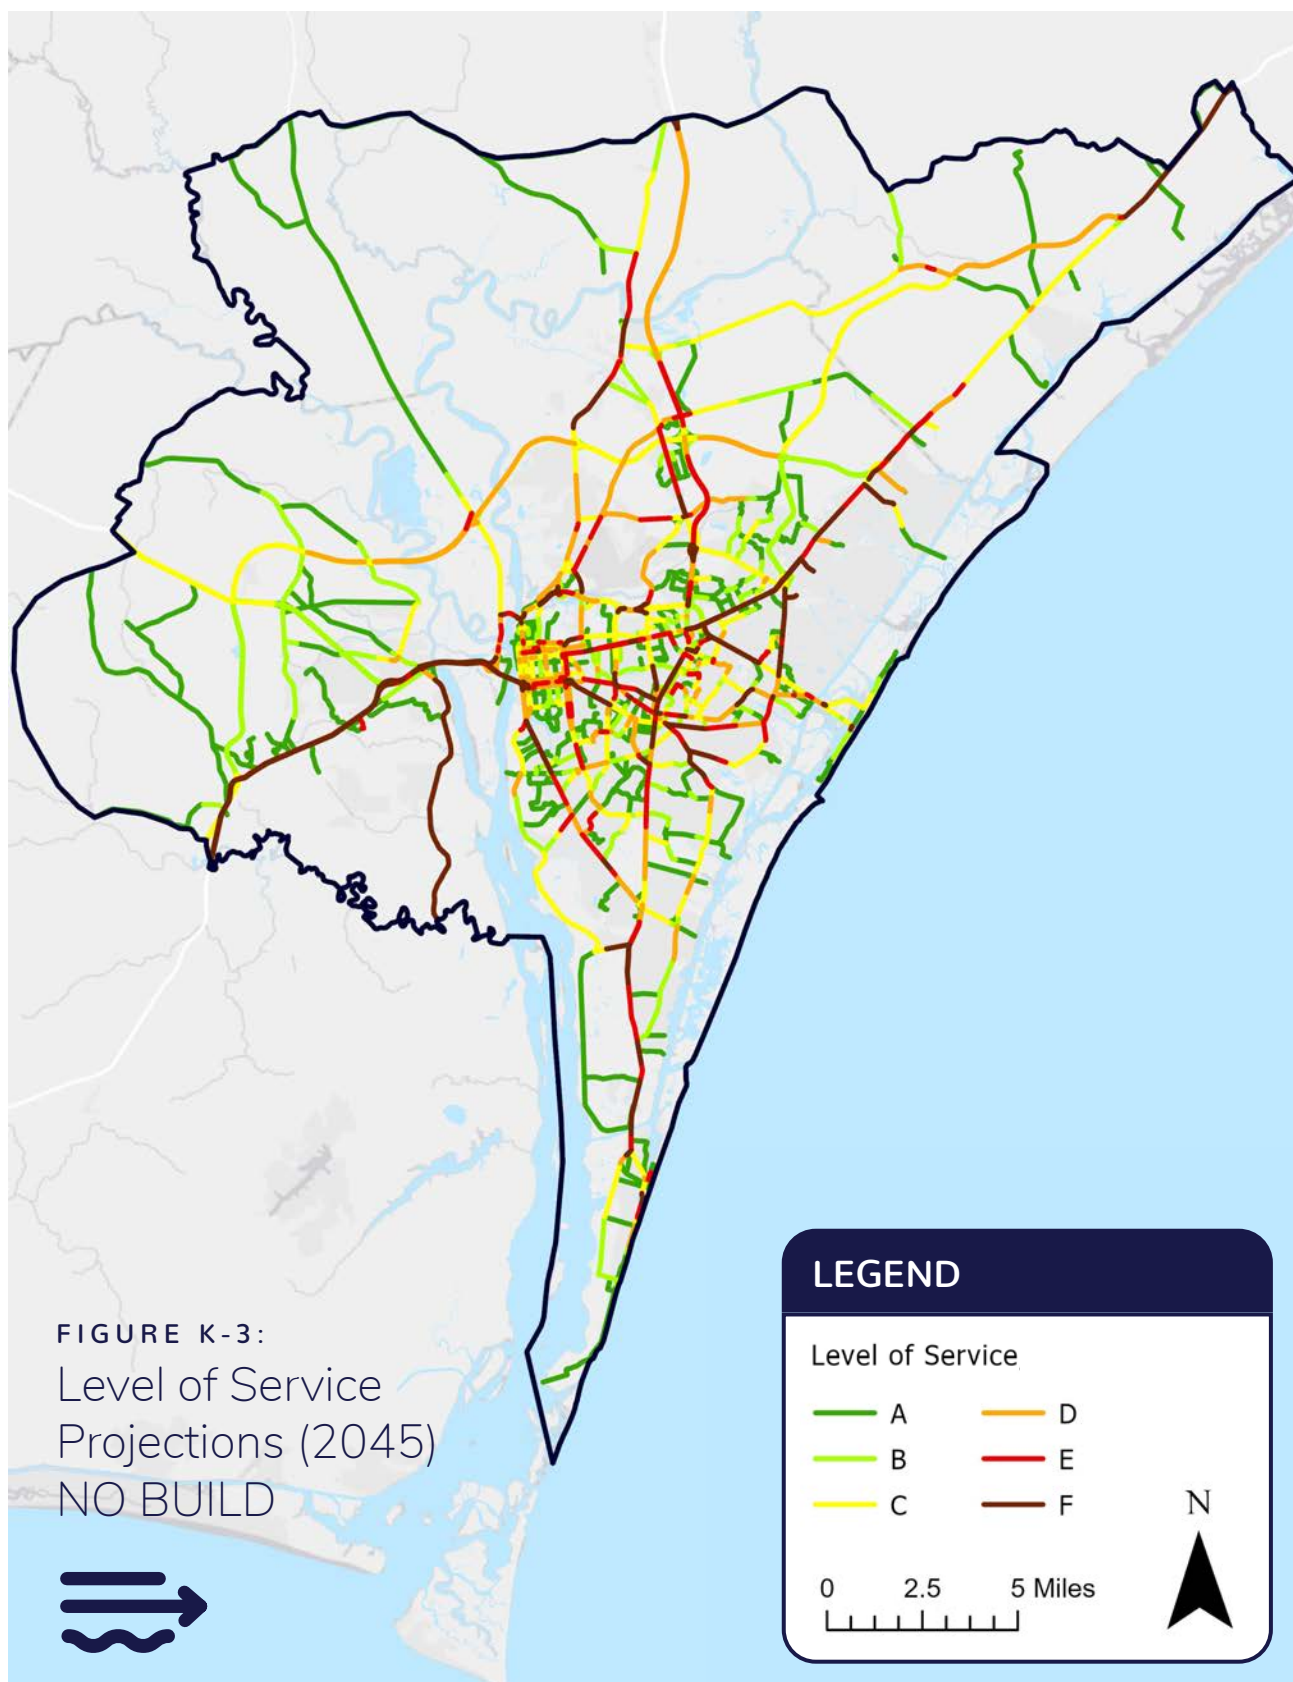 FIGURE K-3:
Level of Service
Projections (2045)
NO BUILD
LEGEND
Level of Service
A
D
B
E
C
F
N
0 2.5 5 Miles